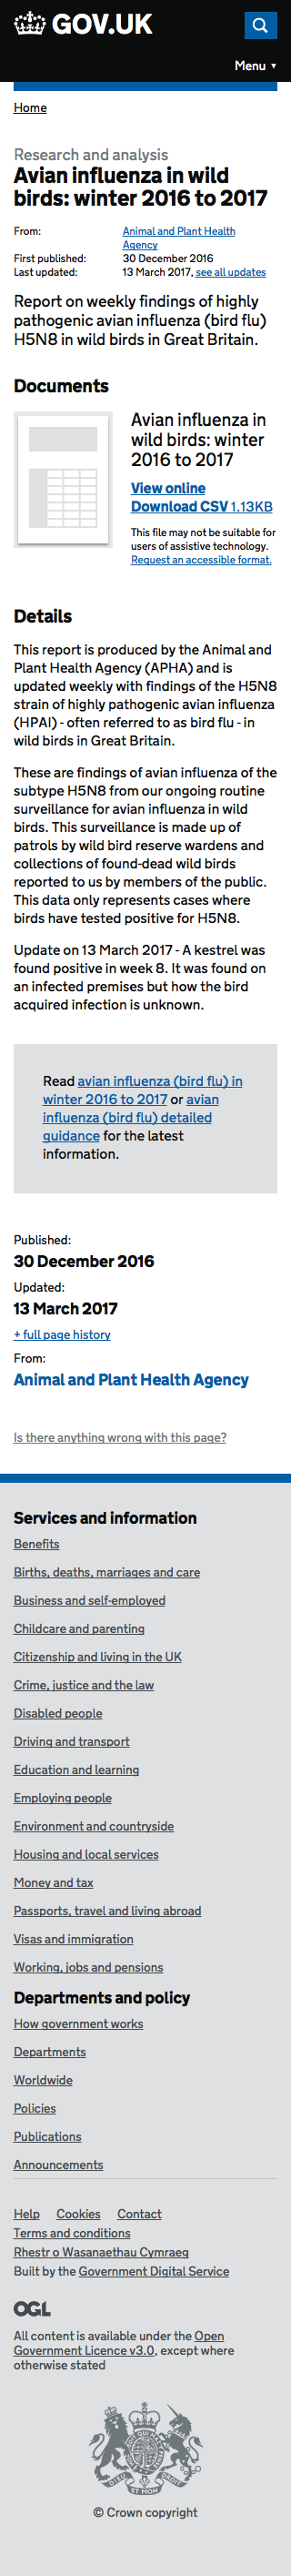 GOV.UK
Menu ▼
Home
Research and analysis
Avian influenza in wild
birds: winter 2016 to 2017
From: Animal and Plant Health
Agency
First published: 30 December 2016
Last updated: 13 March 2017, see all updates
Report on weekly findings of highly
pathogenic avian influenza (bird flu)
H5N8 in wild birds in Great Britain.
Documents
Avian influenza in
wild birds: winter
2016 to 2017
View online
Download CSV 1.13KB
This file may not be suitable for
users of assistive technology.
Request an accessible format.
Details
This report is produced by the Animal and
Plant Health Agency (APHA) and is
updated weekly with findings of the H5N8
strain of highly pathogenic avian influenza
(HPAI) - often referred to as bird flu - in
wild birds in Great Britain.
These are findings of avian influenza of the
subtype H5N8 from our ongoing routine
surveillance for avian influenza in wild
birds. This surveillance is made up of
patrols by wild bird reserve wardens and
collections of found-dead wild birds
reported to us by members of the public.
This data only represents cases where
birds have tested positive for H5N8.
Update on 13 March 2017 - A kestrel was
found positive in week 8. It was found on
an infected premises but how the bird
acquired infection is unknown.
Read avian influenza (bird flu) in
winter 2016 to 2017 or avian
influenza (bird flu) detailed
guidance for the latest
information.
Published:
30 December 2016
Updated:
13 March 2017
+ full page history
From:
Animal and Plant Health Agency
Is there anything wrong with this page?
Services and information
Benefits
Births, deaths, marriages and care
Business and self-employed
Childcare and parenting
Citizenship and living in the UK
Crime, justice and the law
Disabled people
Driving and transport
Education and learning
Employing people
Environment and countryside
Housing and local services
Money and tax
Passports, travel and living abroad
Visas and immigration
Working, jobs and pensions
Departments and policy
How government works
Departments
Worldwide
Policies
Publications
Announcements
Help Cookies Contact
Terms and conditions
Rhestr o Wasanaethau Cymraeg
Built by the Government Digital Service
OGL
All content is available under the Open
Government Licence v3.0, except where
otherwise stated
DIEU ET MON DROIT
© Crown copyright